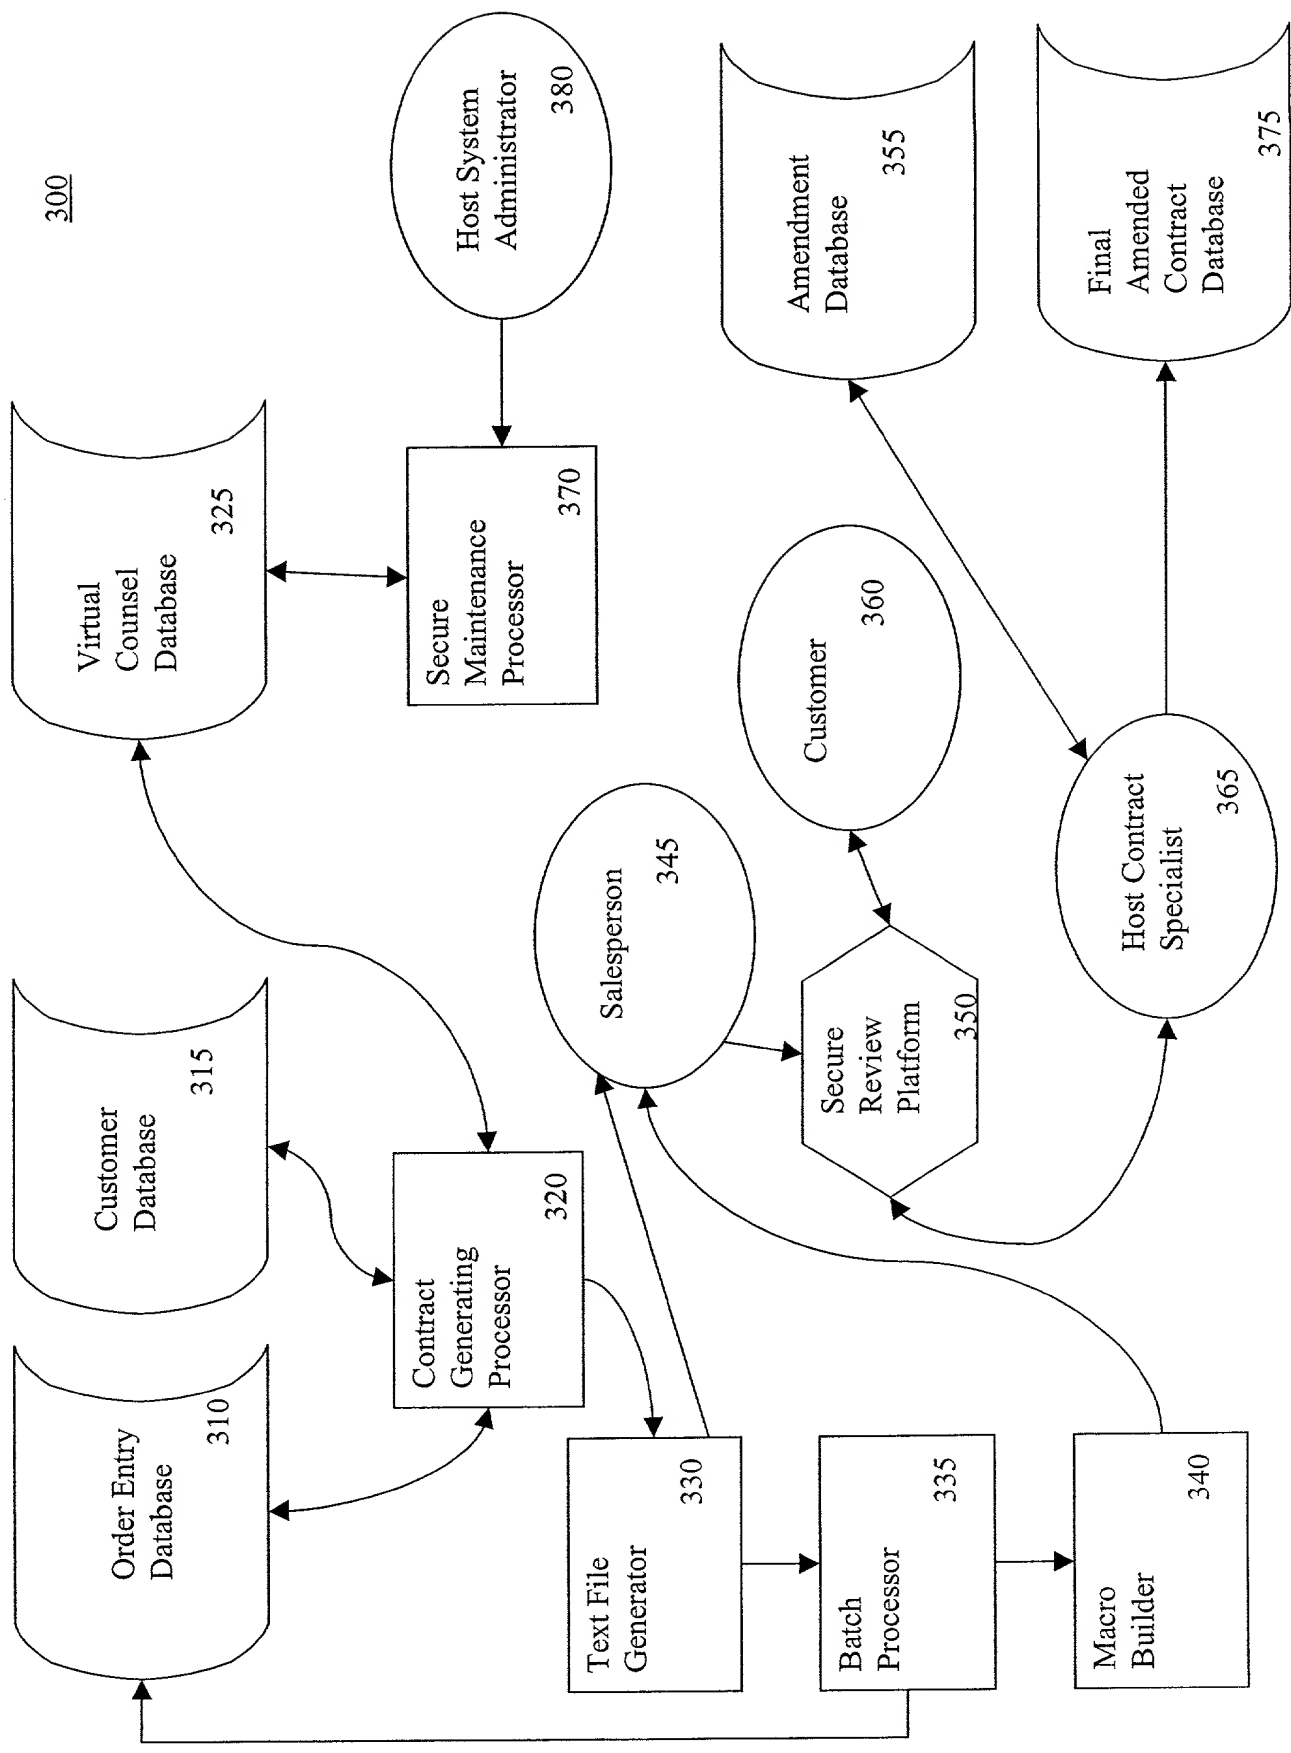 300
Order Entry
Database
310
Customer
Database
315
Virtual
Counsel
Database
325
Contract
Generating
Processor
320
Secure
Maintenance
Processor
370
Host System
Administrator
380
Text File
Generator
330
Salesperson
345
Batch
Processor
335
Secure
Review
Platform
350
Customer
360
Amendment
Database
355
Macro
Builder
340
Host Contract
Specialist
365
Final
Amended
Contract
Database
375